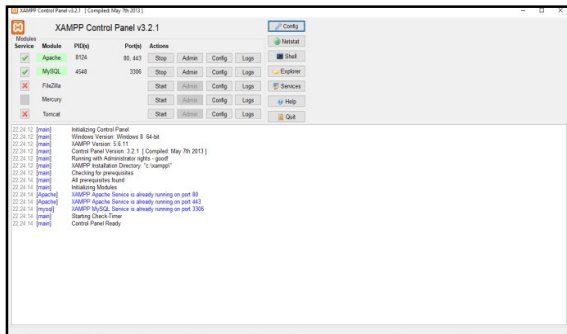 XAMPP Control Panel v3.2.1 [ Compiled: May 7th 2013 ]
XAMPP Control Panel v3.2.1
Config
Modules
Service Module PID(s) Port(s) Actions
Netstat
Apache 8124 80, 443 Stop Admin Config Logs
Shell
MySQL 4548 3306 Stop Admin Config Logs
Explorer
FileZilla Start Admin Config Logs
Services
Mercury Start Admin Config Logs
Help
Tomcat Start Admin Config Logs
Quit
22.24.12 [main] Initializing Control Panel
22.24.12 [main] Windows Version: Windows 8 64-bit
22.24.12 [main] XAMPP Version: 5.6.11
22.24.12 [main] Control Panel Version: 3.2.1 [ Compiled: May 7th 2013 ]
22.24.12 [main] Running with Administrator rights - good!
22.24.12 [main] XAMPP Installation Directory: "c:\xampp\"
22.24.12 [main] Checking for prerequisites
22.24.12 [main] All prerequisites found
22.24.12 [main] Initializing Modules
22.24.14 [Apache] XAMPP Apache Service is already running on port 80
22.24.14 [Apache] XAMPP Apache Service is already running on port 443
22.24.14 [mysql] XAMPP MySQL Service is already running on port 3306
22.24.14 [main] Starting Check-Timer
22.24.14 [main] Control Panel Ready